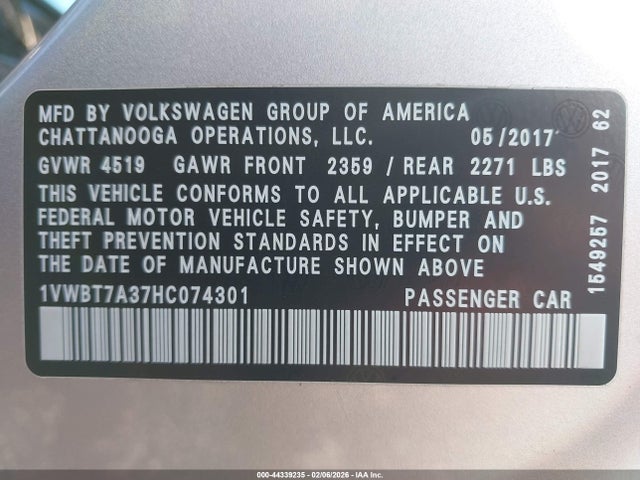 MFD BY VOLKSWAGEN GROUP OF AMERICA
CHATTANOOGA OPERATIONS, LLC. 05/2017
GVWR 4519 GAWR FRONT 2359 / REAR 2271 LBS
THIS VEHICLE CONFORMS TO ALL APPLICABLE U.S.
FEDERAL MOTOR VEHICLE SAFETY, BUMPER AND
THEFT PREVENTION STANDARDS IN EFFECT ON
THE DATE OF MANUFACTURE SHOWN ABOVE
1VWBT7A37HC074301 PASSENGER CAR
1549257 2017 62
000-44339235 - 02/06/2026 - IAA Inc.